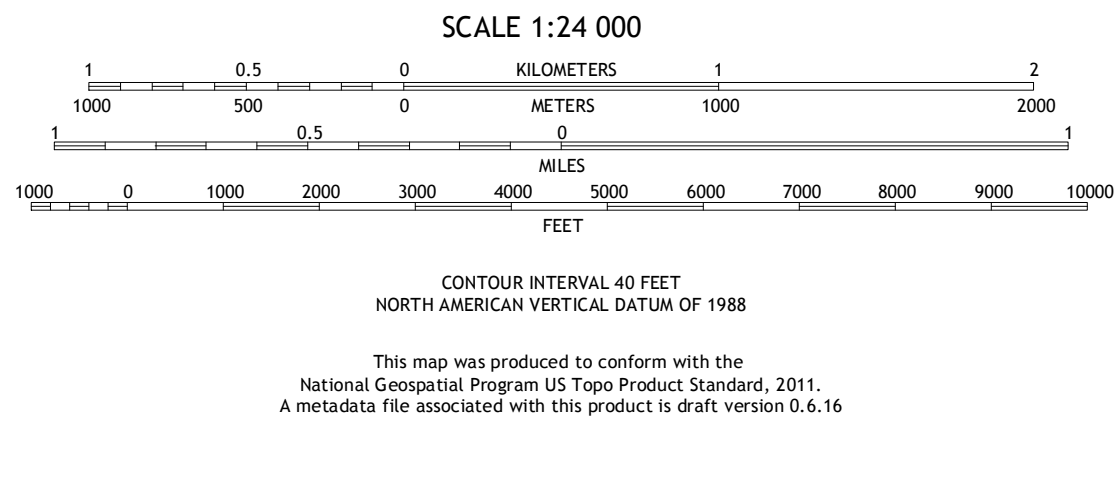 SCALE 1:24 000
1 0.5 0 KILOMETERS 1 2
1000 500 0 METERS 1000 2000
1 0.5 0 1
MILES
1000 0 1000 2000 3000 4000 5000 6000 7000 8000 9000 10000
FEET
CONTOUR INTERVAL 40 FEET
NORTH AMERICAN VERTICAL DATUM OF 1988
This map was produced to conform with the
National Geospatial Program US Topo Product Standard, 2011.
A metadata file associated with this product is draft version 0.6.16